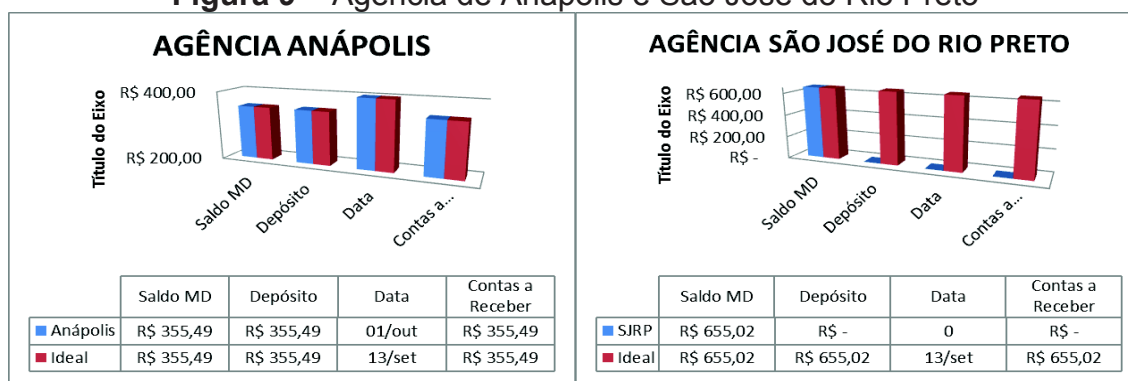 Agência de Anápolis e São José do Rio Preto
AGÊNCIA ANÁPOLIS
Título do Eixo
R$ 400,00
R$ 200,00
Saldo MD
Depósito
Data
Contas a...
Saldo MD Depósito Data Contas a Receber
Anápolis R$ 355,49 R$ 355,49 01/out R$ 355,49
Ideal R$ 355,49 R$ 355,49 13/set R$ 355,49
AGÊNCIA SÃO JOSÉ DO RIO PRETO
Título do Eixo
R$ 600,00
R$ 400,00
R$ 200,00
R$ -
Saldo MD
Depósito
Data
Contas a...
Saldo MD Depósito Data Contas a Receber
SJRP R$ 655,02 R$ - 0 R$ -
Ideal R$ 655,02 R$ 655,02 13/set R$ 655,02